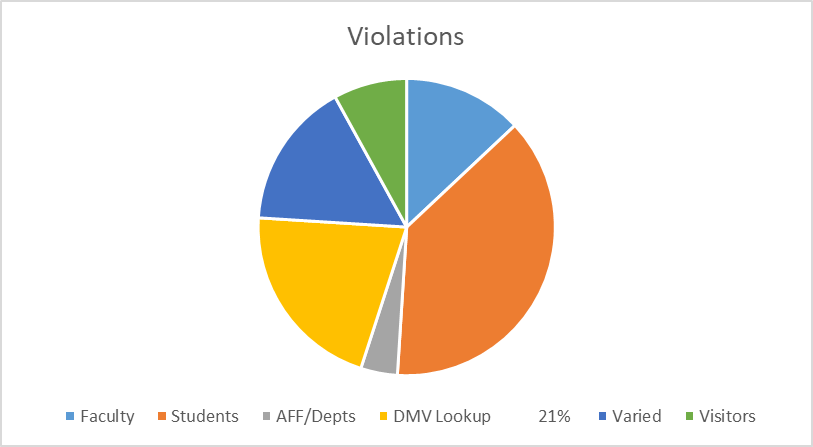 Violations
Faculty Students AFF/Depts DMV Lookup 21% Varied Visitors